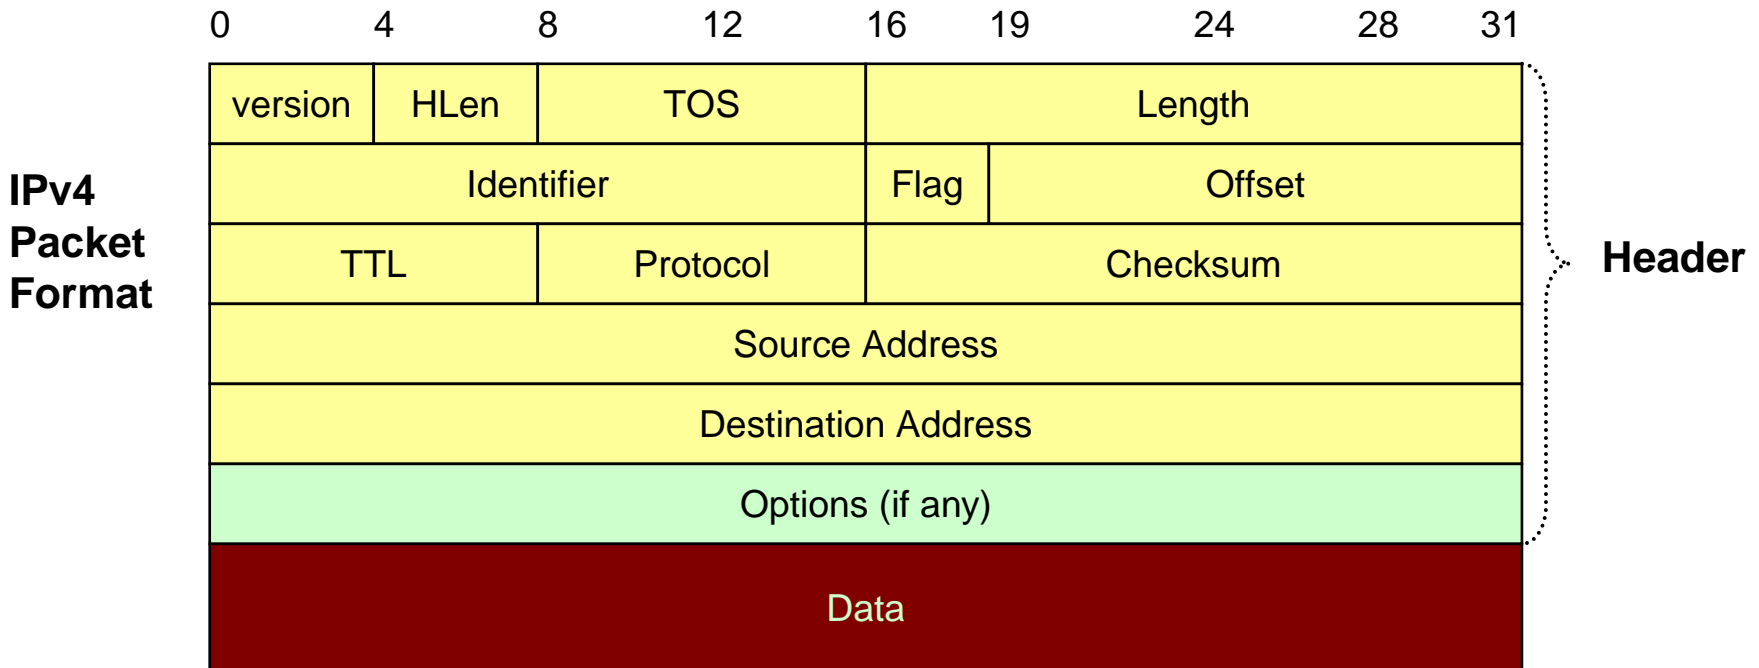 0 4 8 12 16 19 24 28 31
version HLen TOS Length
Identifier Flag Offset
IPv4
Packet
Format
TTL Protocol Checksum
Header
Source Address
Destination Address
Options (if any)
Data